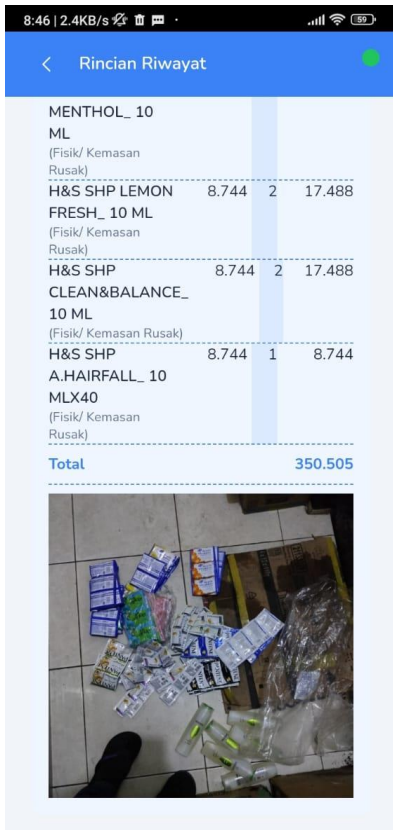 8:46 | 2.4KB/s
59
Rincian Riwayat
MENTHOL_ 10
ML
(Fisik/ Kemasan
Rusak)
H&S SHP LEMON 8.744 2 17.488
FRESH_ 10 ML
(Fisik/ Kemasan
Rusak)
H&S SHP 8.744 2 17.488
CLEAN&BALANCE_
10 ML
(Fisik/ Kemasan Rusak)
H&S SHP 8.744 1 8.744
A.HAIRFALL_ 10
MLX40
(Fisik/ Kemasan
Rusak)
Total 350.505